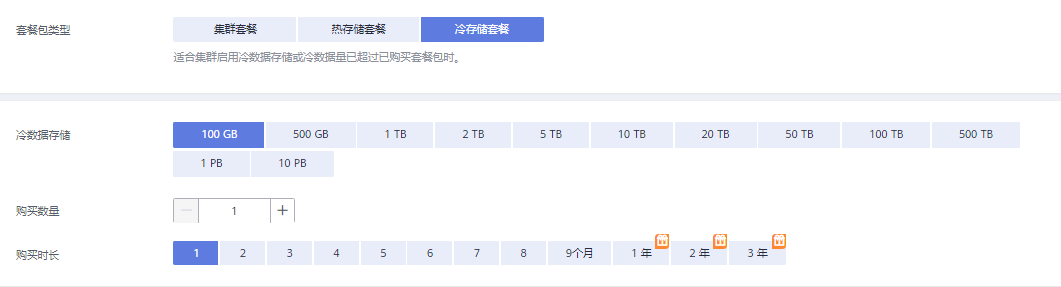 套餐包类型 集群套餐 热存储套餐 冷存储套餐
适合集群启用冷数据存储或冷数据量已超过已购买套餐包时。
冷数据存储 100 GB 500 GB 1 TB 2 TB 5 TB 10 TB 20 TB 50 TB 100 TB 500 TB
1 PB 10 PB
购买数量 — 1 +
购买时长 1 2 3 4 5 6 7 8 9个月 1 年 2 年 3 年